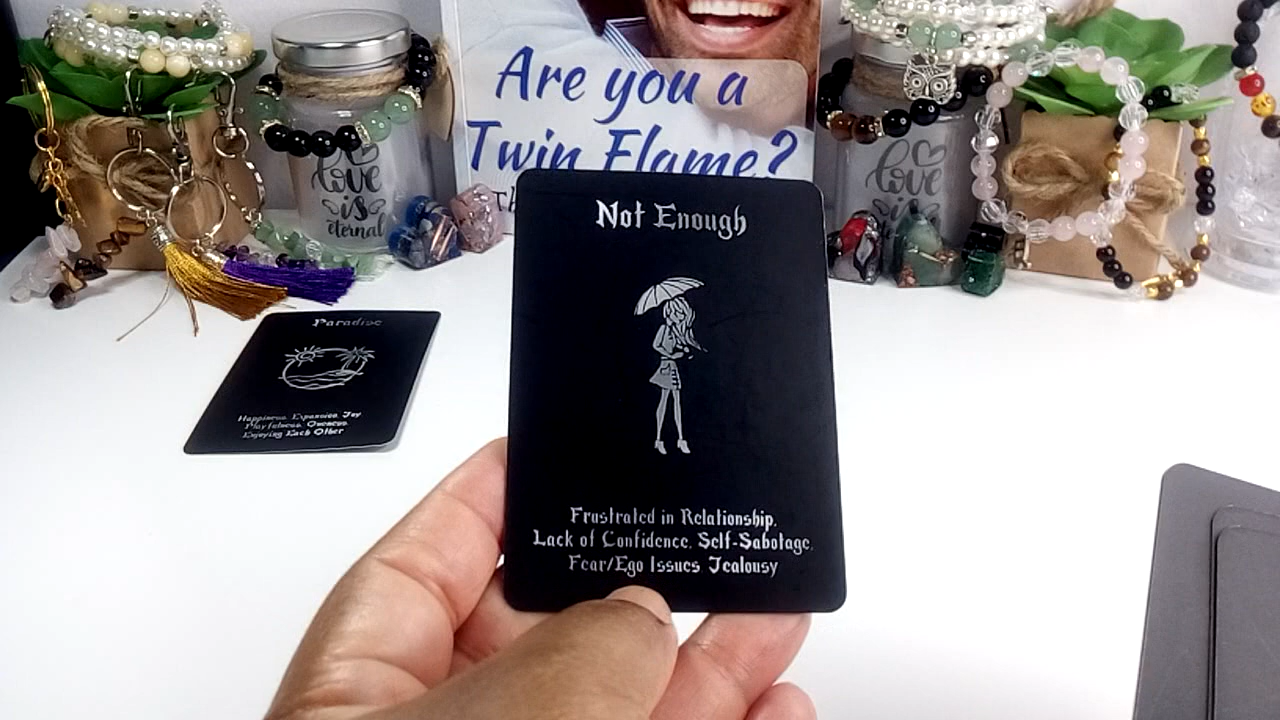 Are you a
Twin Flame?
love
is
eternal
love
is
Not Enough
Frustrated in Relationship,
Lack of Confidence, Self-Sabotage,
Fear/Ego Issues Jealousy
Paradise
Happiness, Expansion, Joy
Playfulness, Oneness,
Enjoying Each Other